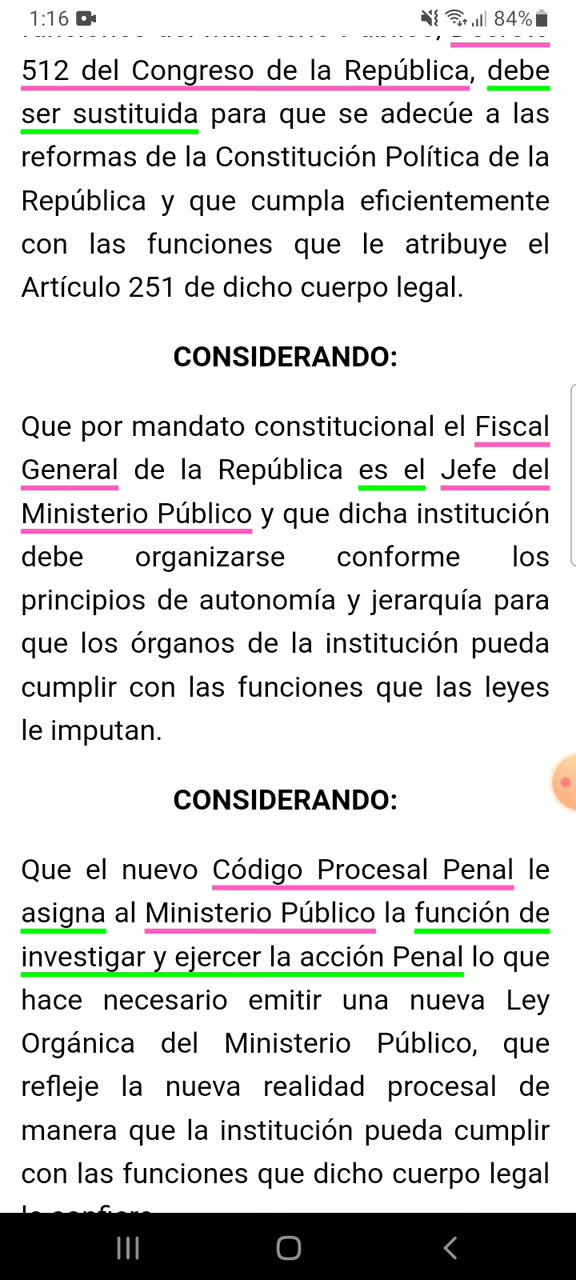 1:16 84%
512 del Congreso de la República, debe
ser sustituida para que se adecúe a las
reformas de la Constitución Política de la
República y que cumpla eficientemente
con las funciones que le atribuye el
Artículo 251 de dicho cuerpo legal.
CONSIDERANDO:
Que por mandato constitucional el Fiscal
General de la República es el Jefe del
Ministerio Público y que dicha institución
debe organizarse conforme los
principios de autonomía y jerarquía para
que los órganos de la institución pueda
cumplir con las funciones que las leyes
le imputan.
CONSIDERANDO:
Que el nuevo Código Procesal Penal le
asigna al Ministerio Público la función de
investigar y ejercer la acción Penal lo que
hace necesario emitir una nueva Ley
Orgánica del Ministerio Público, que
refleje la nueva realidad procesal de
manera que la institución pueda cumplir
con las funciones que dicho cuerpo legal